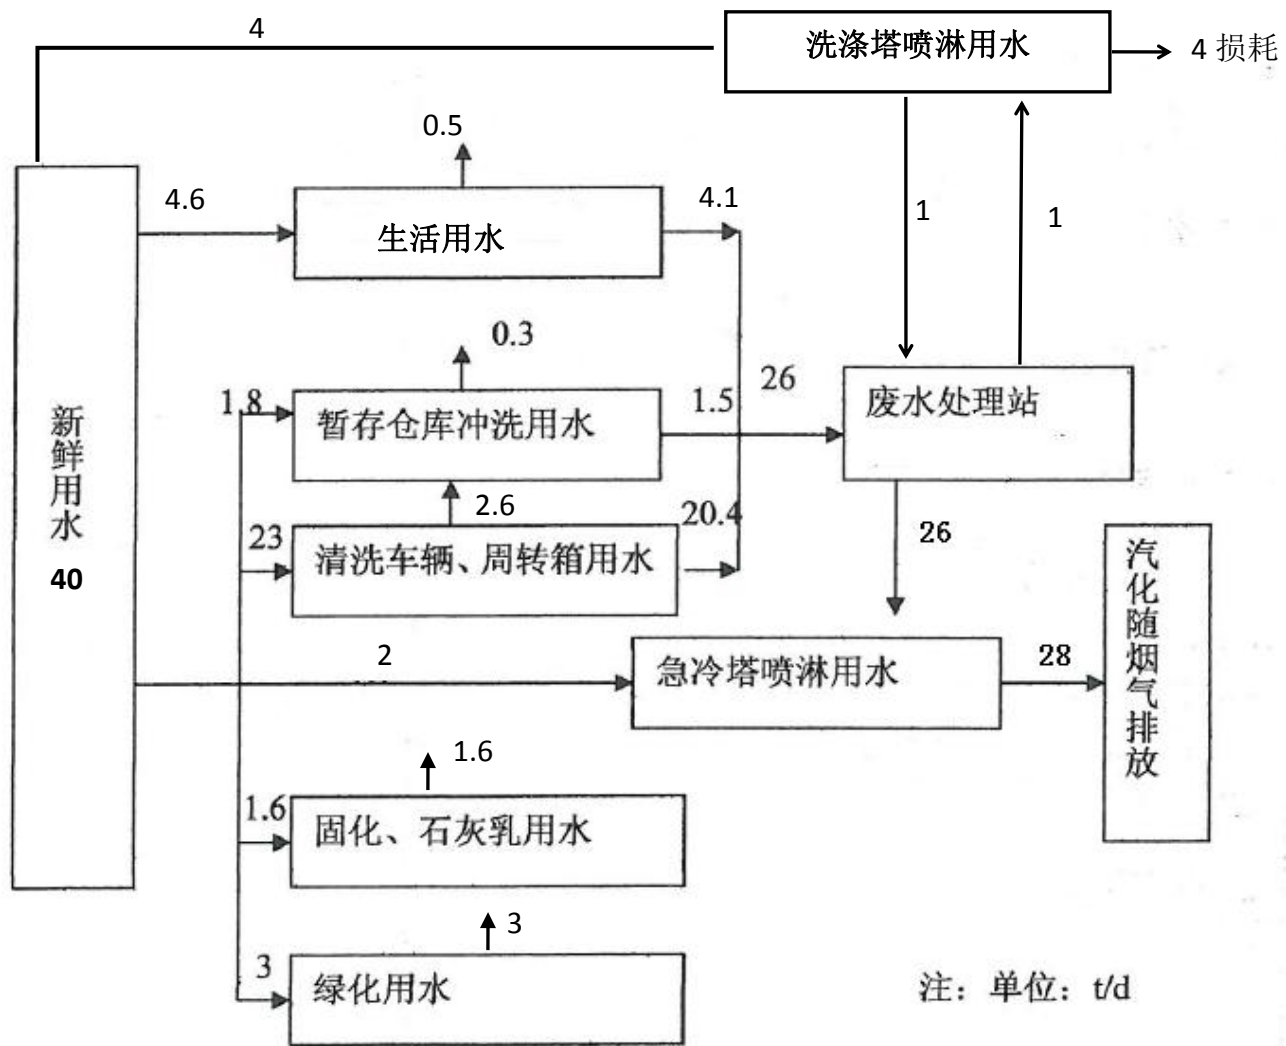 4
洗涤塔喷淋用水
4 损耗
0.5
4.6
生活用水
4.1
1
1
0.3
1.8
暂存仓库冲洗用水
1.5
26
废水处理站
新鲜用水
40
2.6
23
清洗车辆、周转箱用水
20.4
26
汽化随烟气排放
2
急冷塔喷淋用水
28
1.6
1.6
固化、石灰乳用水
3
3
绿化用水
注：单位：t/d